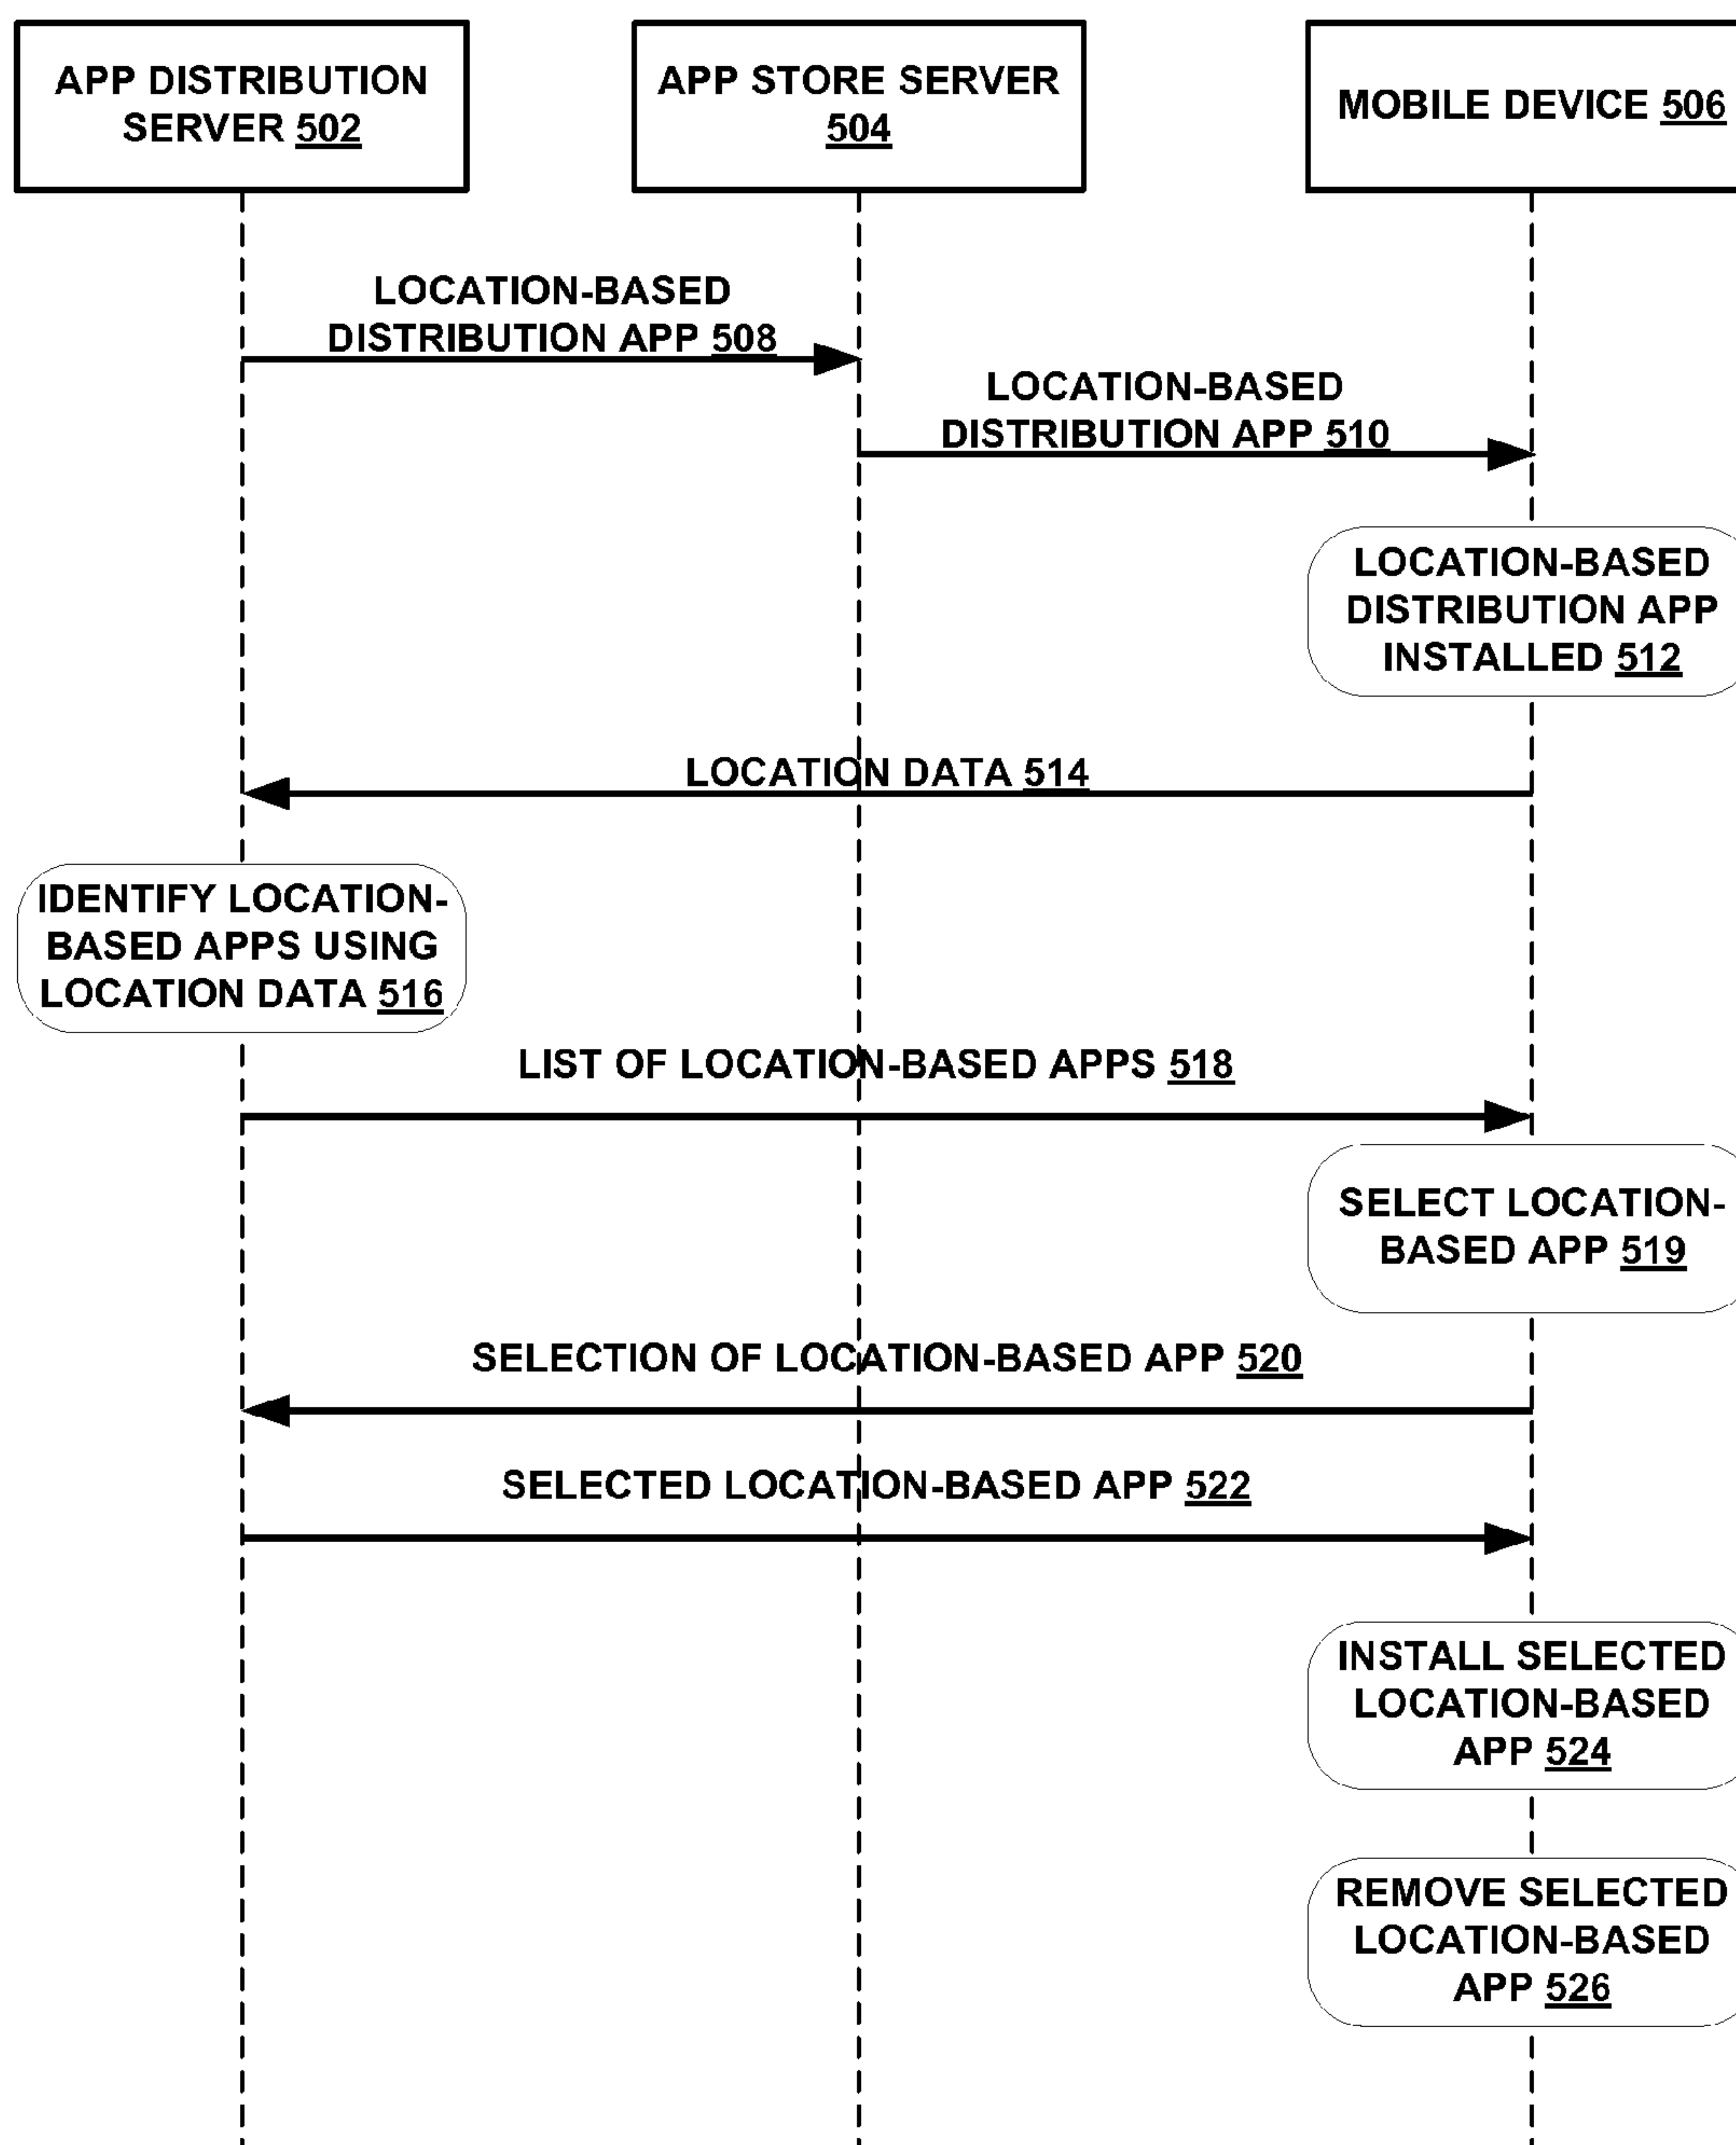 APP DISTRIBUTION
SERVER 502
APP STORE SERVER
504
MOBILE DEVICE 506
LOCATION-BASED
DISTRIBUTION APP 508
LOCATION-BASED
DISTRIBUTION APP 510
LOCATION-BASED
DISTRIBUTION APP
INSTALLED 512
LOCATION DATA 514
IDENTIFY LOCATION-
BASED APPS USING
LOCATION DATA 516
LIST OF LOCATION-BASED APPS 518
SELECT LOCATION-
BASED APP 519
SELECTION OF LOCATION-BASED APP 520
SELECTED LOCATION-BASED APP 522
INSTALL SELECTED
LOCATION-BASED
APP 524
REMOVE SELECTED
LOCATION-BASED
APP 526